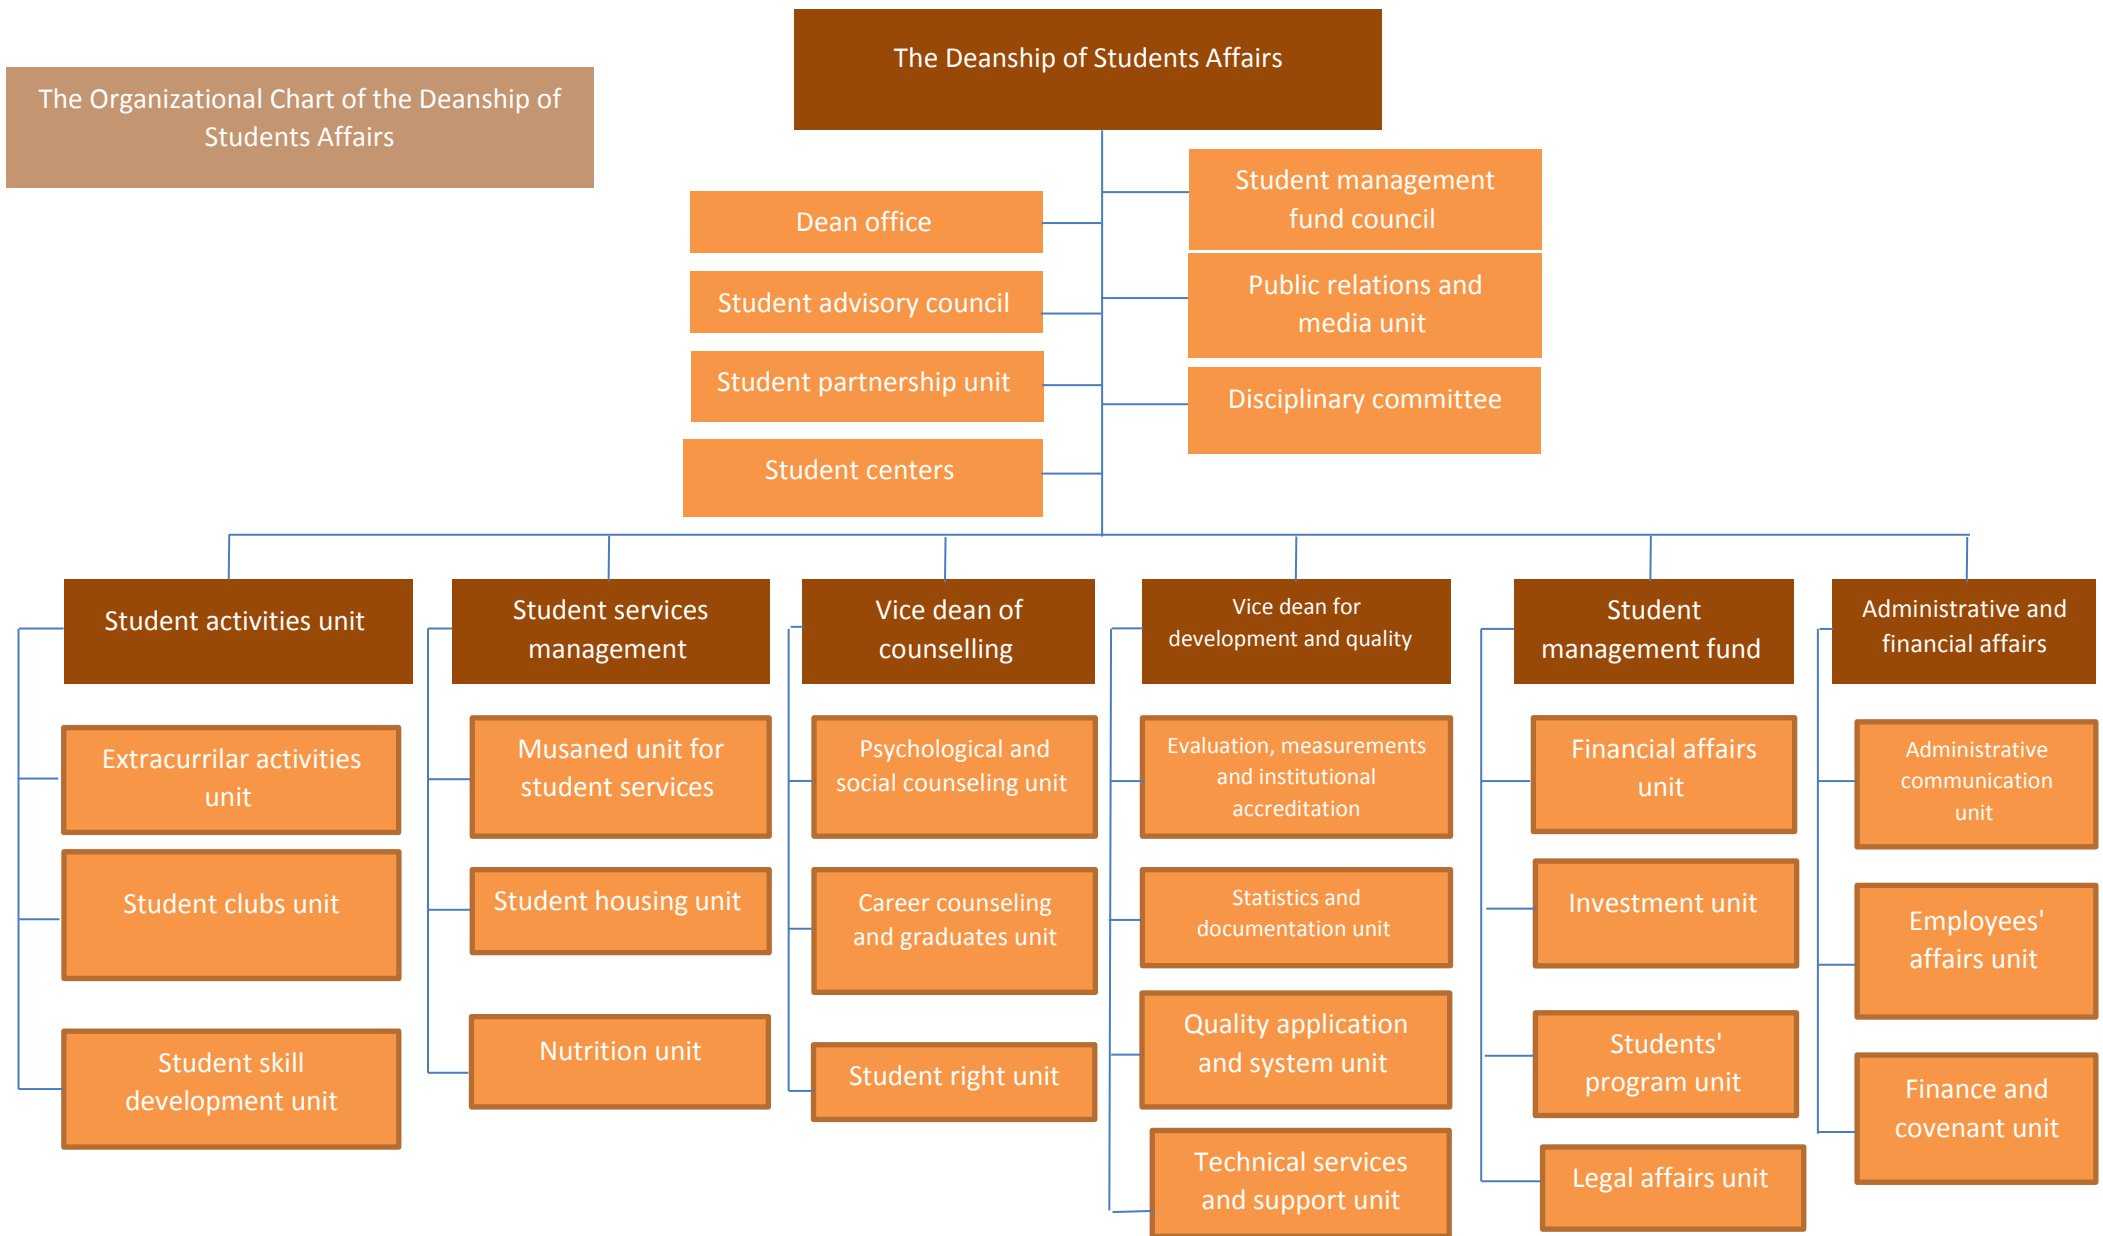 The Deanship of Students Affairs
The Organizational Chart of the Deanship of
Students Affairs
Student management
fund council
Dean office
Public relations and
media unit
Student advisory council
Student partnership unit
Disciplinary committee
Student centers
Student activities unit
Student services
management
Vice dean of
counselling
Vice dean for
development and quality
Student
management fund
Administrative and
financial affairs
Extracurrilar activities
unit
Student clubs unit
Student skill
development unit
Musaned unit for
student services
Student housing unit
Nutrition unit
Psychological and
social counseling unit
Career counseling
and graduates unit
Student right unit
Evaluation, measurements
and institutional
accreditation
Statistics and
documentation unit
Quality application
and system unit
Technical services
and support unit
Financial affairs
unit
Investment unit
Students'
program unit
Legal affairs unit
Administrative
communication
unit
Employees'
affairs unit
Finance and
covenant unit